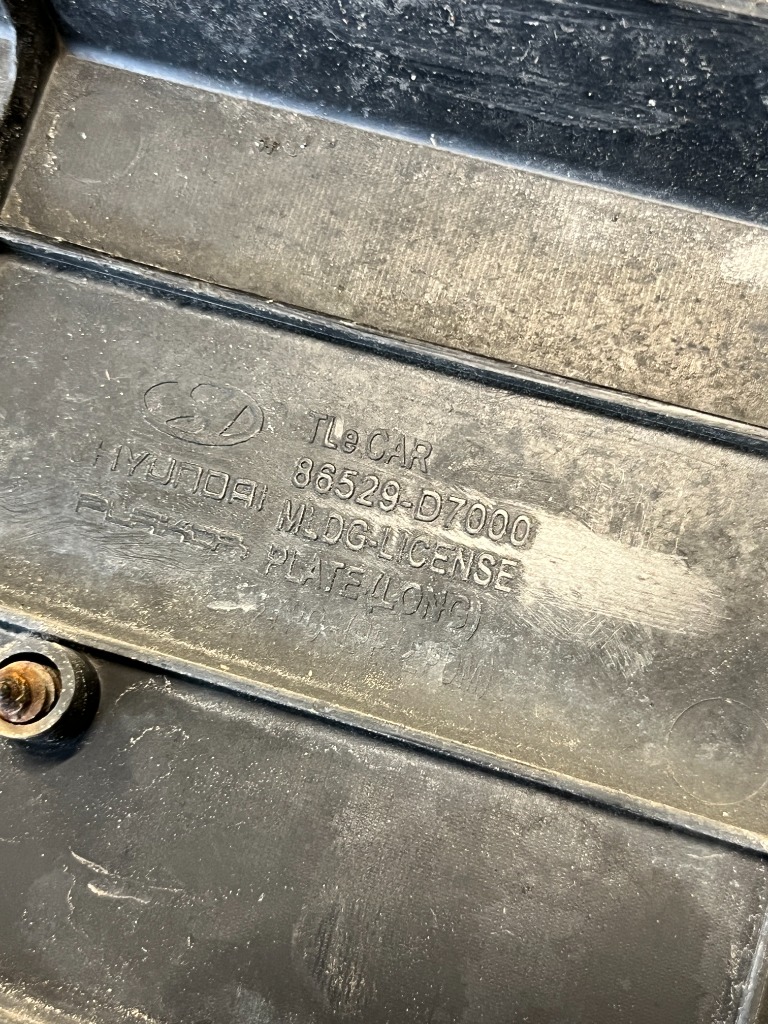 TLe CAR
86529-D7000
MLDG-LICENSE
PLATE(LONG)
HYUNDAI